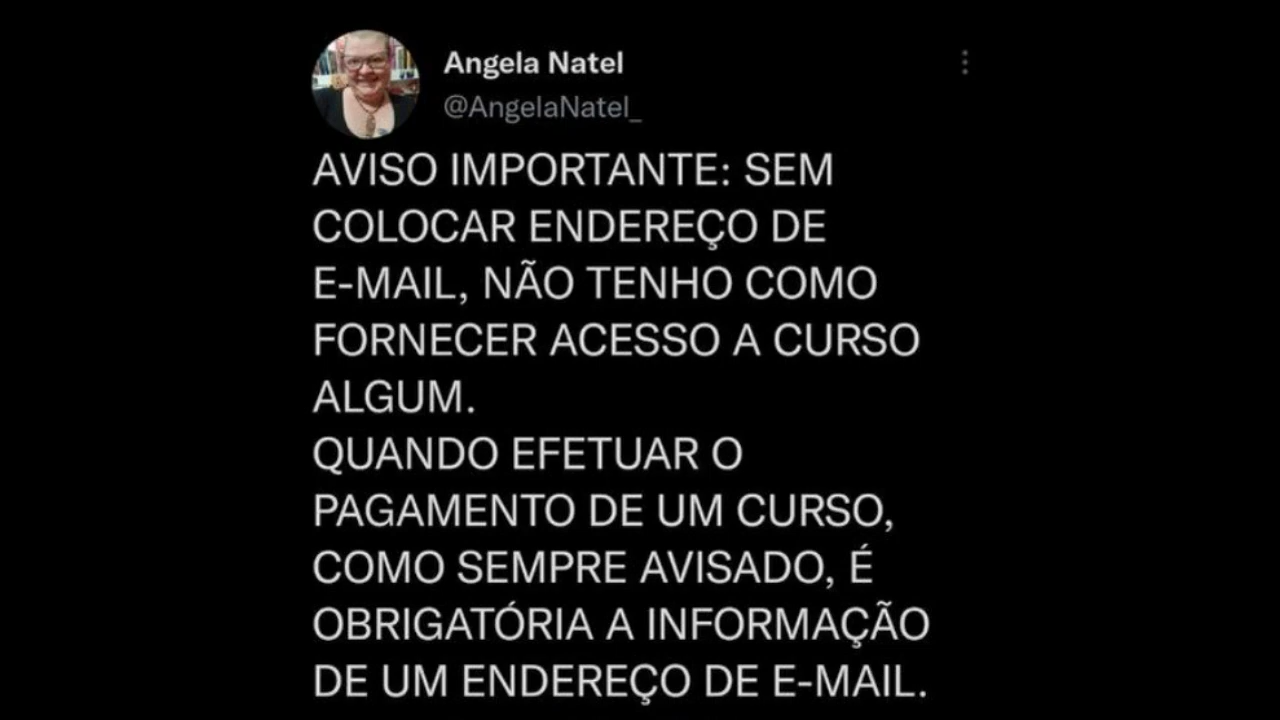 Angela Natel
@AngelaNatel_
AVISO IMPORTANTE: SEM
COLOCAR ENDEREÇO DE
E-MAIL, NÃO TENHO COMO
FORNECER ACESSO A CURSO
ALGUM.
QUANDO EFETUAR O
PAGAMENTO DE UM CURSO,
COMO SEMPRE AVISADO, É
OBRIGATÓRIA A INFORMAÇÃO
DE UM ENDEREÇO DE E-MAIL.